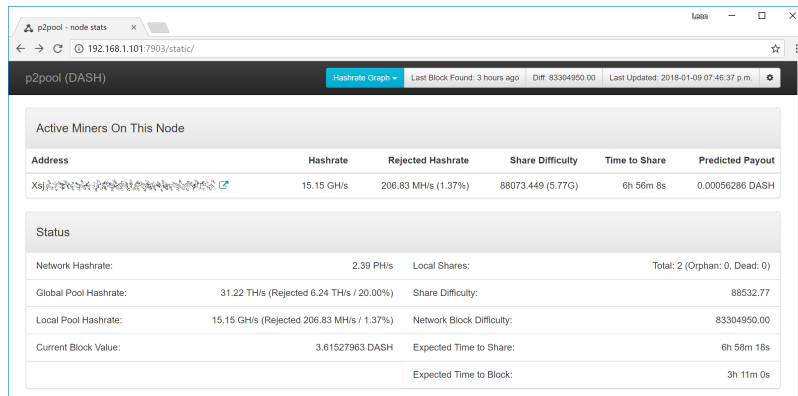 Leon
p2pool - node stats
192.168.1.101:7903/static/
p2pool (DASH) Hashrate Graph Last Block Found: 3 hours ago Diff: 83304950.00 Last Updated: 2018-01-09 07:46:37 p.m.
Active Miners On This Node
Address Hashrate Rejected Hashrate Share Difficulty Time to Share Predicted Payout
Xsj 15.15 GH/s 206.83 MH/s (1.37%) 88073.449 (5.77G) 6h 56m 8s 0.00056286 DASH
Status
Network Hashrate: 2.39 PH/s Local Shares: Total: 2 (Orphan: 0, Dead: 0)
Global Pool Hashrate: 31.22 TH/s (Rejected 6.24 TH/s / 20.00%) Share Difficulty: 88532.77
Local Pool Hashrate: 15.15 GH/s (Rejected 206.83 MH/s / 1.37%) Network Block Difficulty: 83304950.00
Current Block Value: 3.61527963 DASH Expected Time to Share: 6h 58m 18s
Expected Time to Block: 3h 11m 0s